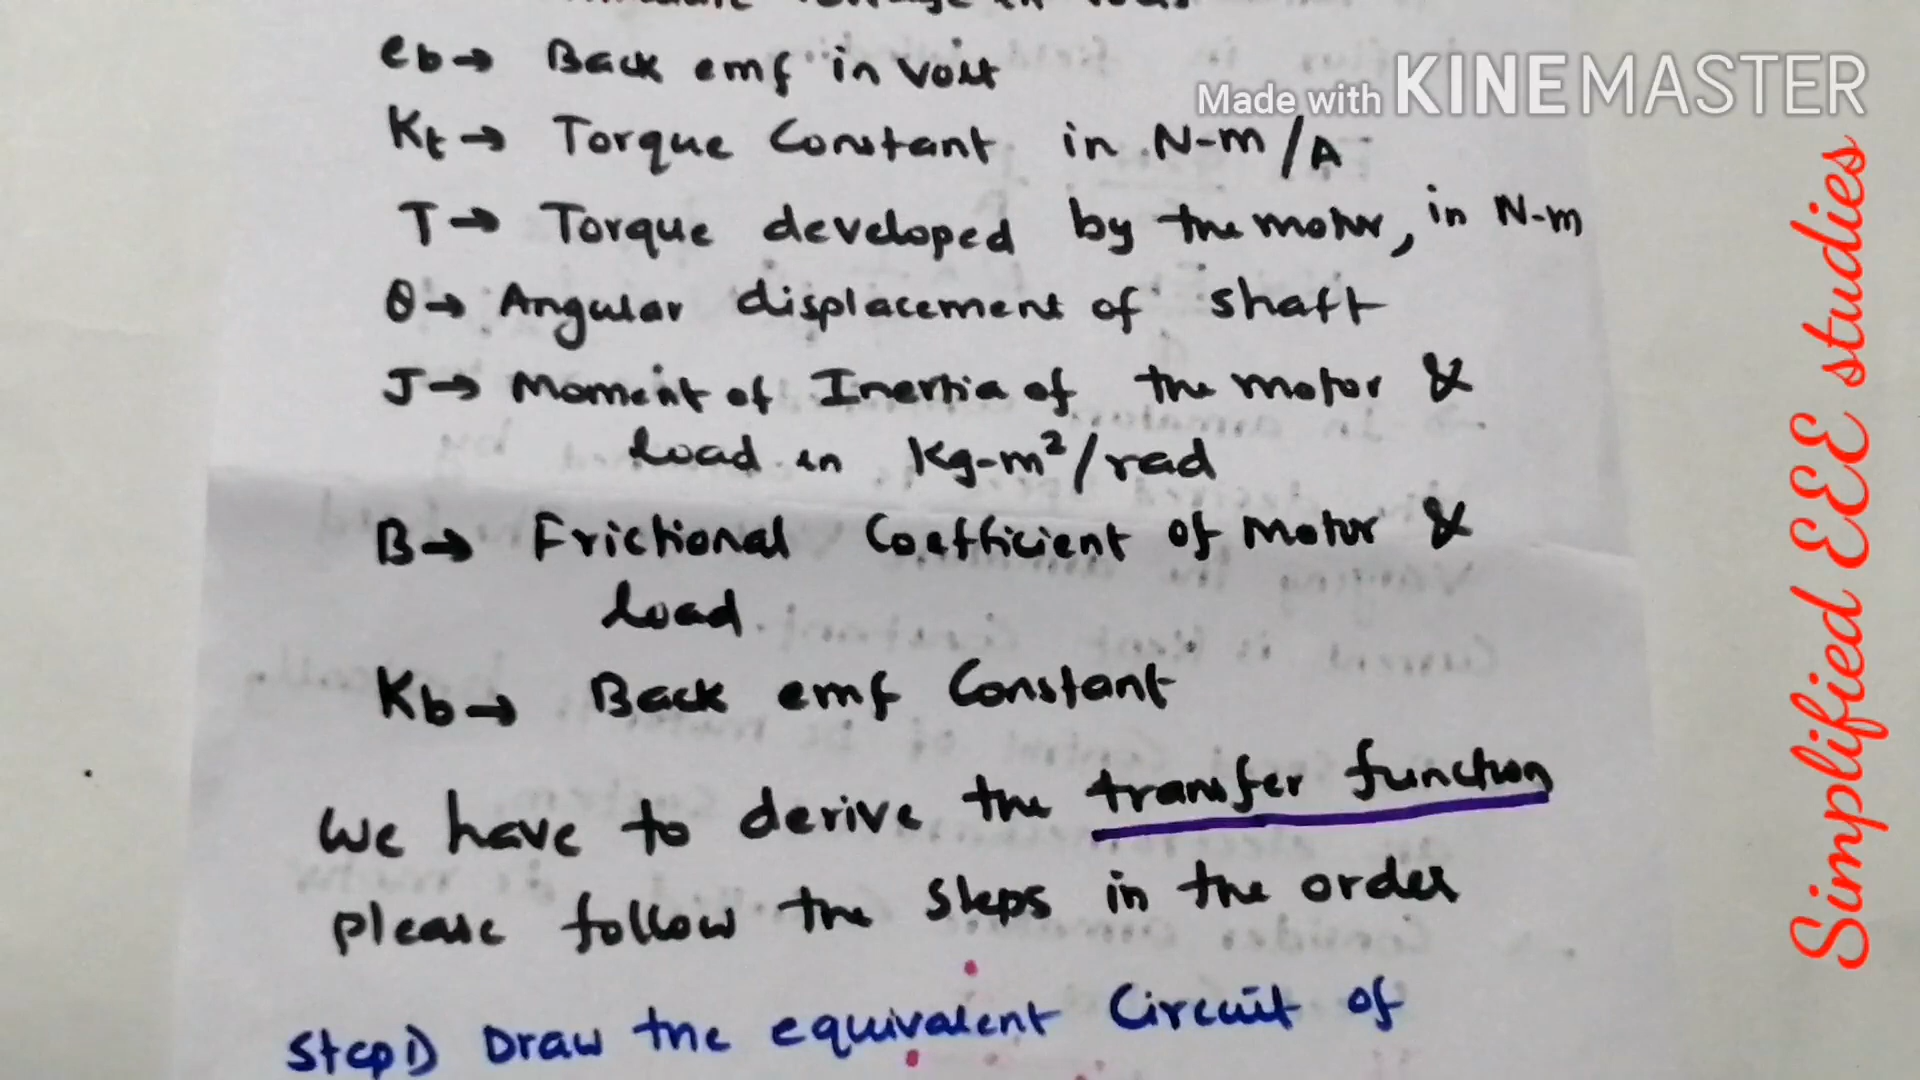 eb→ Back emf in Volt
Kt→ Torque Constant in N-m/A
T→ Torque developed by the motor, in N-m
θ→ Angular displacement of shaft
J→ Moment of Inertia of the motor &
load in Kg-m²/rad
B→ Frictional Coefficient of Motor &
load.
Kb→ Back emf Constant
We have to derive the transfer function
please follow the steps in the order
Step1) Draw the equivalent Circuit of
Made with KINEMASTER
Simplified EEE studies